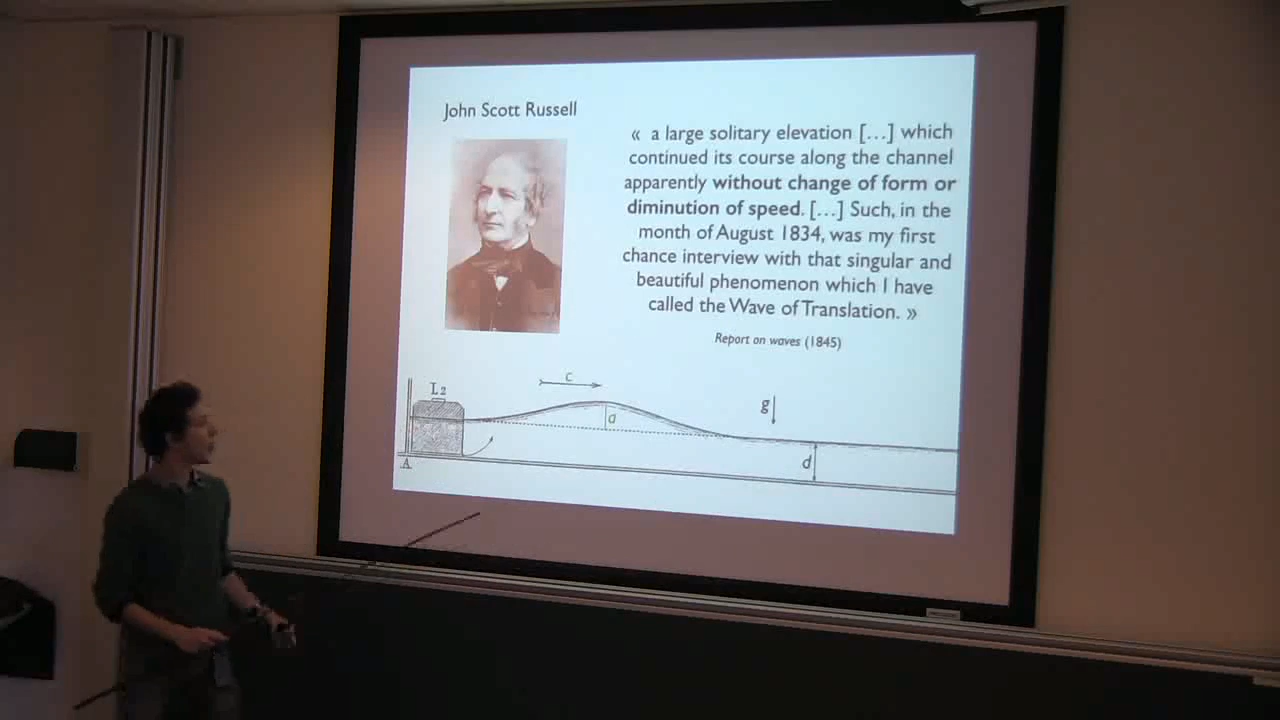 John Scott Russell
« a large solitary elevation [...] which
continued its course along the channel
apparently without change of form or
diminution of speed. [...] Such, in the
month of August 1834, was my first
chance interview with that singular and
beautiful phenomenon which I have
called the Wave of Translation. »
Report on waves (1845)
L2
c
a
g
d
A